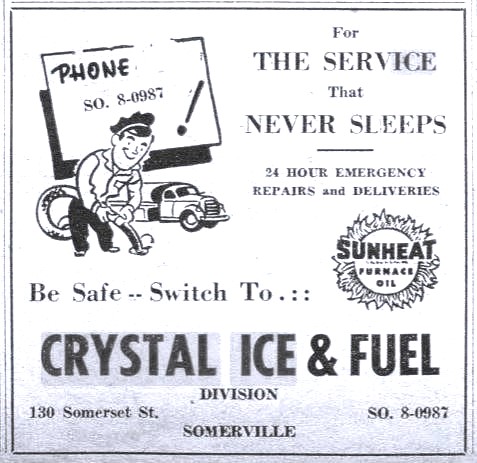 PHONE
SO. 8-0987
!
For
THE SERVICE
That
NEVER SLEEPS
24 HOUR EMERGENCY
REPAIRS and DELIVERIES
SUNHEAT
FURNACE
OIL
Be Safe -- Switch To . : :
CRYSTAL ICE & FUEL
DIVISION
130 Somerset St. SO. 8-0987
SOMERVILLE